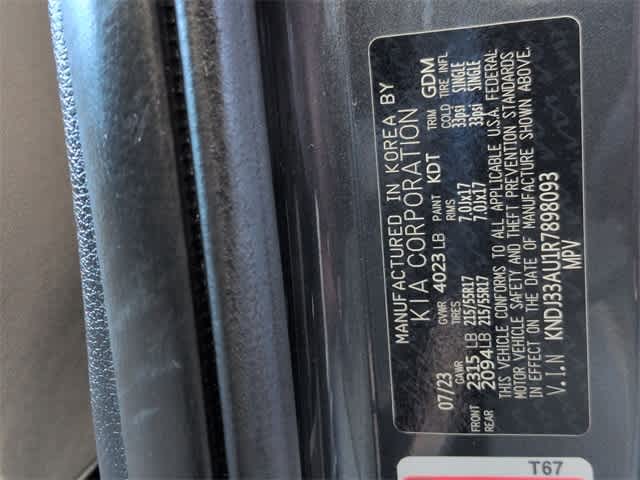 MANUFACTURED IN KOREA BY
KIA CORPORATION
07/23 GVWR 4023 LB PAINT KDT TRIM GDM
GAWR TIRES RIMS COLD TIRE INFL
FRONT 2315 LB 215/55R17 7.0Jx17 33psi SINGLE
REAR 2094 LB 215/55R17 7.0Jx17 33psi SINGLE
THIS VEHICLE CONFORMS TO ALL APPLICABLE U.S.A. FEDERAL
MOTOR VEHICLE SAFETY AND THEFT PREVENTION STANDARDS
IN EFFECT ON THE DATE OF MANUFACTURE SHOWN ABOVE.
V.I.N KNDJ33AU1R7898093
MPV
T67